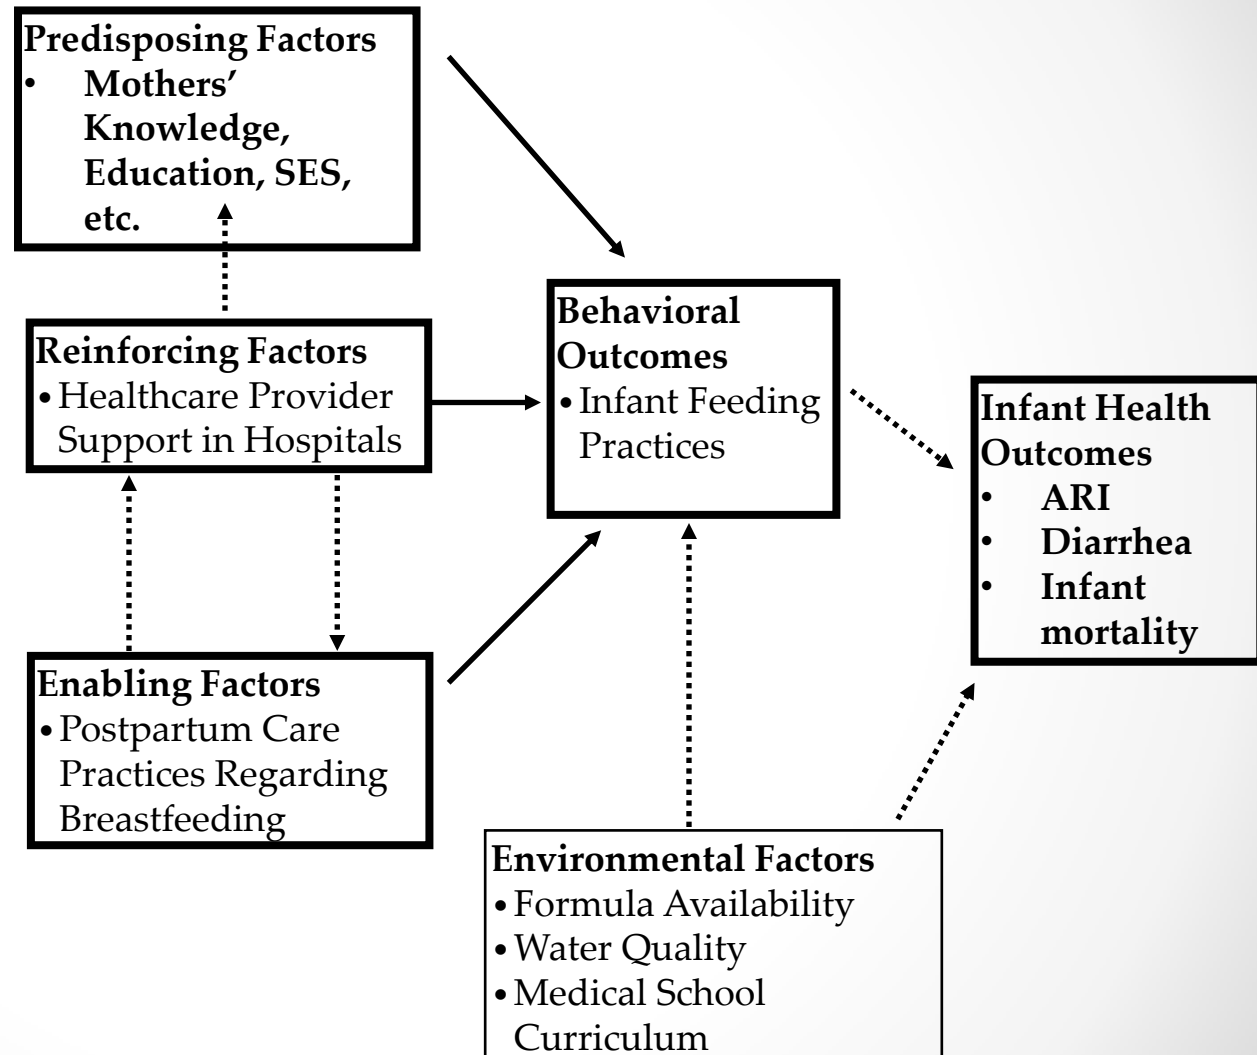 Predisposing Factors
• Mothers’
Knowledge,
Education, SES,
etc.
Reinforcing Factors
• Healthcare Provider
Support in Hospitals
Enabling Factors
• Postpartum Care
Practices Regarding
Breastfeeding
Behavioral
Outcomes
• Infant Feeding
Practices
Environmental Factors
• Formula Availability
• Water Quality
• Medical School
Curriculum
Infant Health
Outcomes
• ARI
• Diarrhea
• Infant
mortality